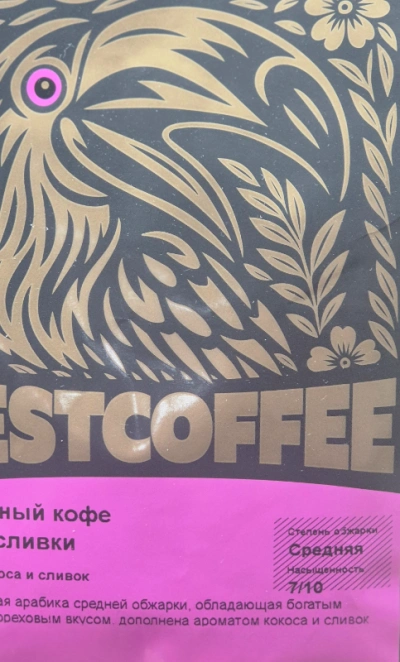 ESTCOFFEE
ный кофе
сливки
оса и сливок
ая арабика средней обжарки, обладающая богатым
ореховым вкусом, дополнена ароматом кокоса и сливок
Степень обжарки
Средняя
Насыщенность
7/10